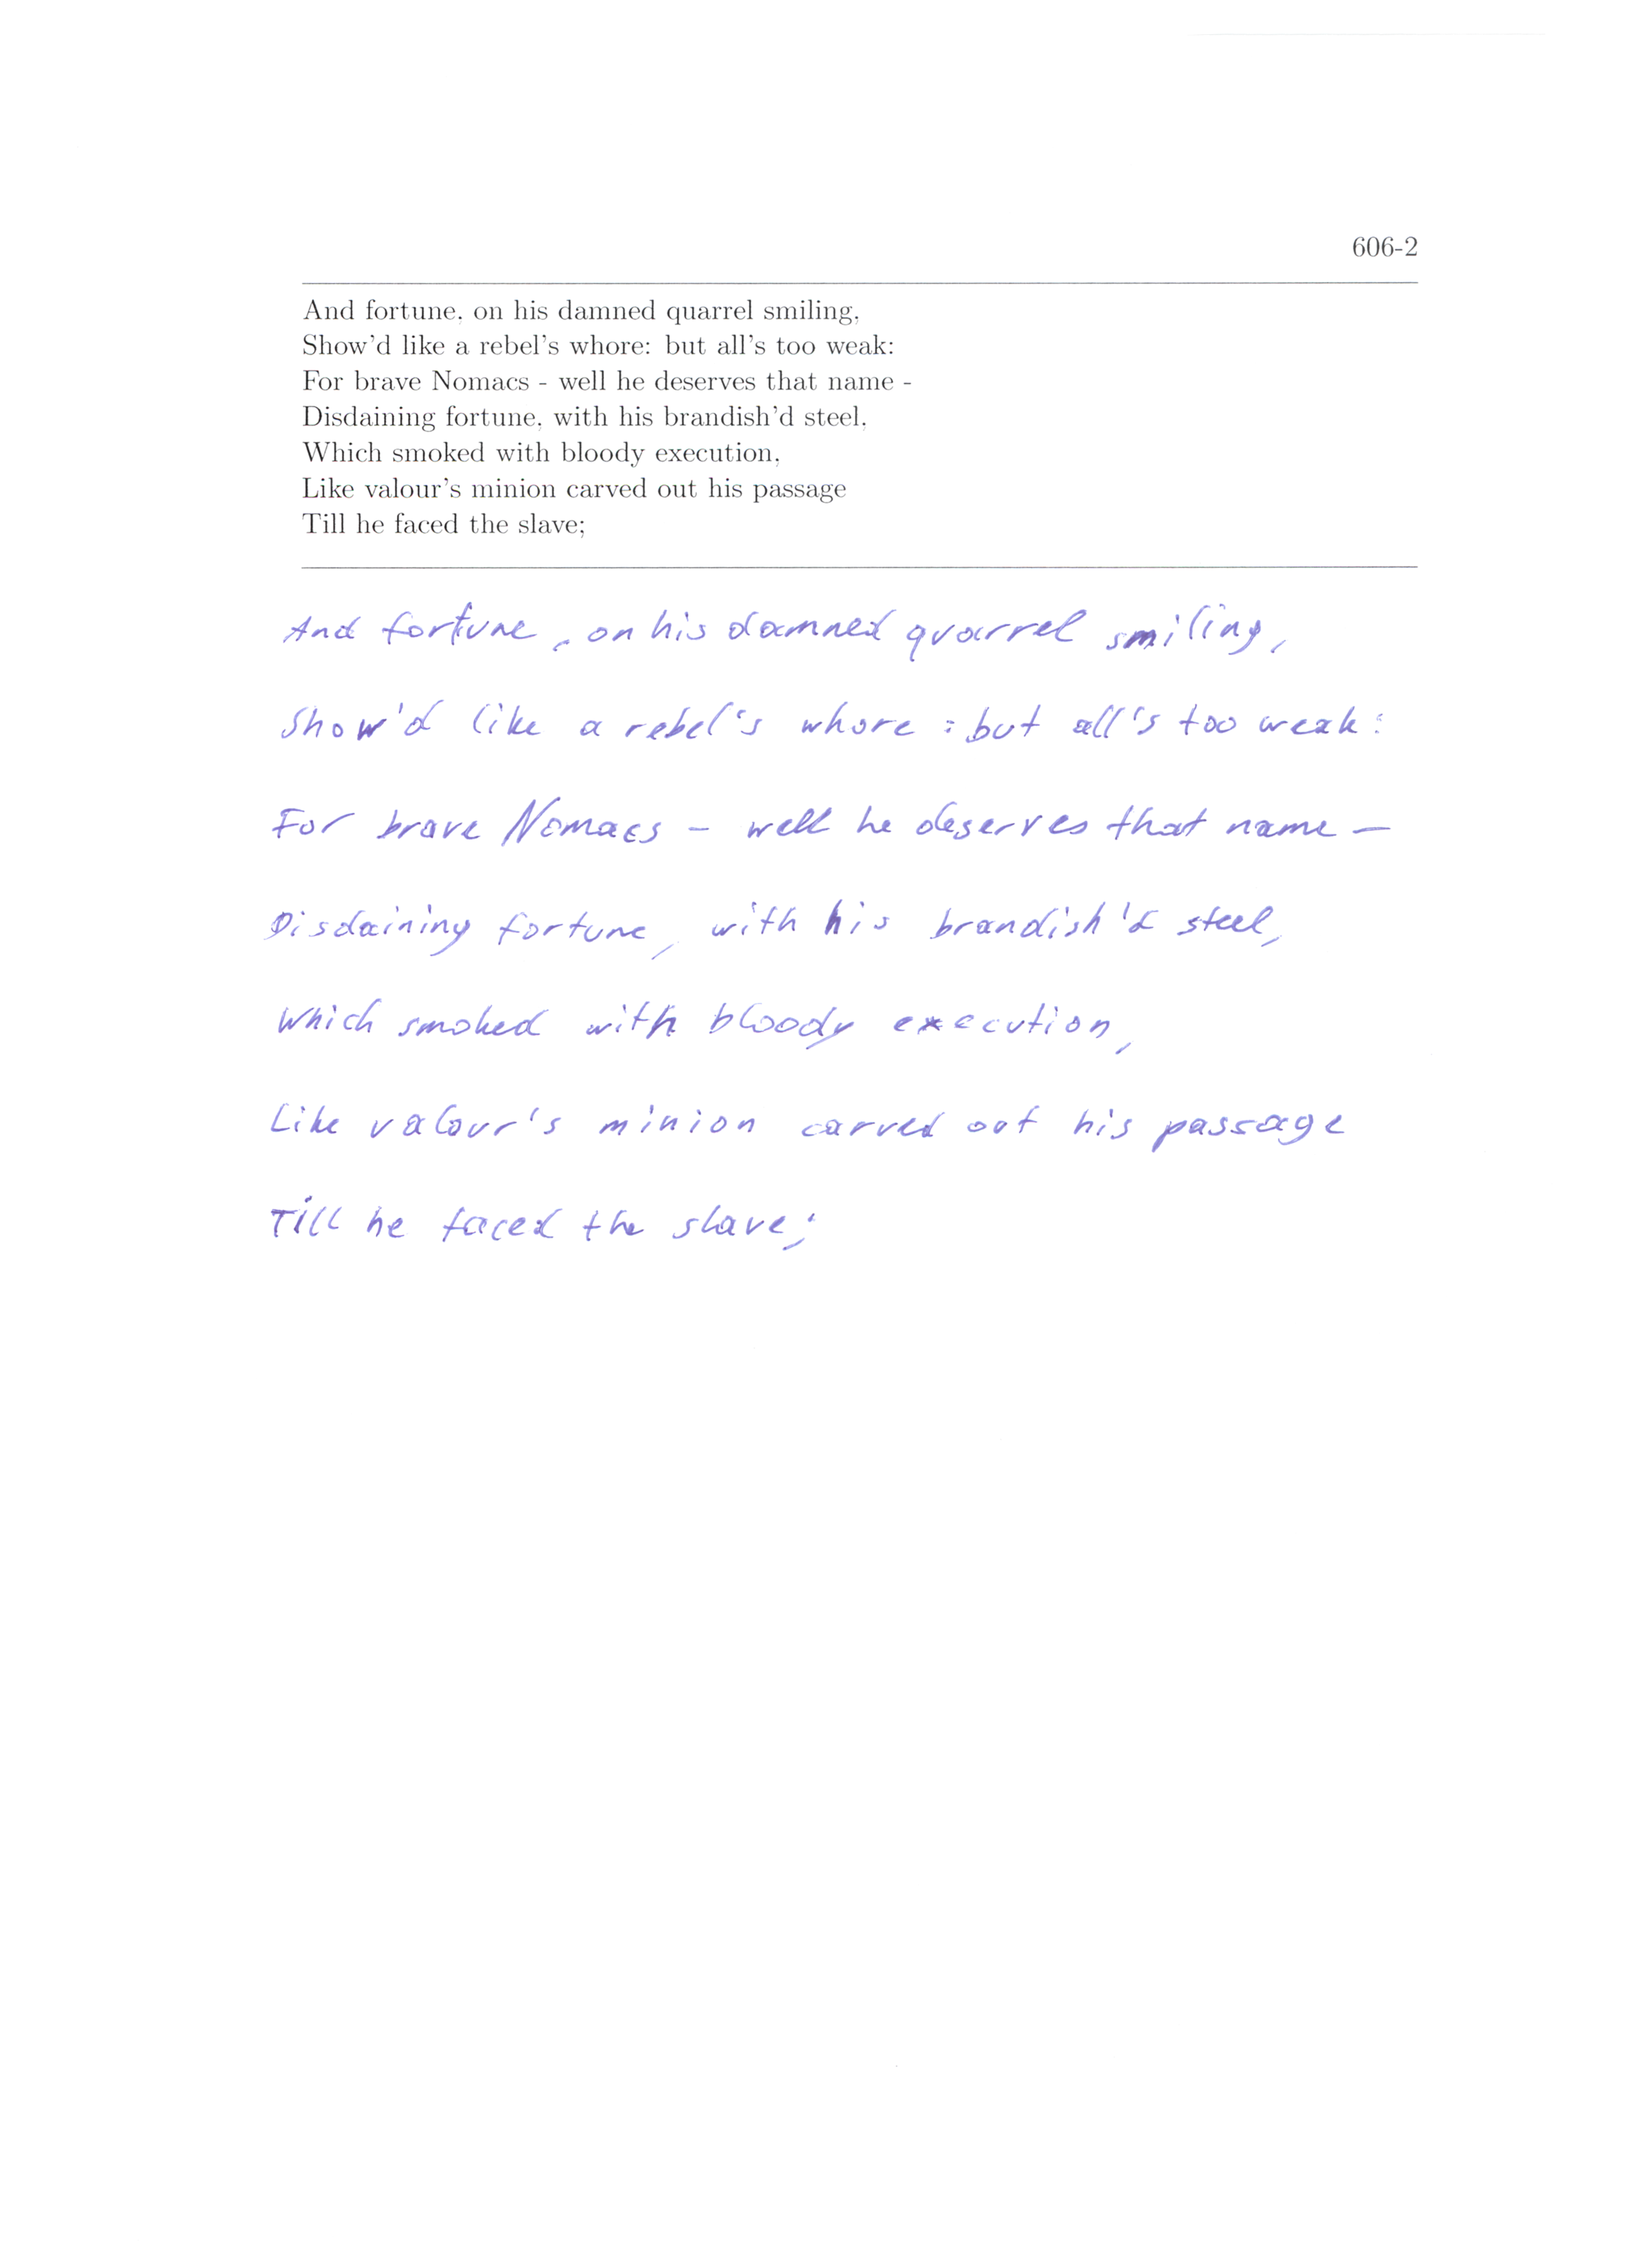 606-2
And fortune, on his damned quarrel smiling,
Show'd like a rebel's whore: but all's too weak:
For brave Nomacs - well he deserves that name -
Disdaining fortune, with his brandish'd steel,
Which smoked with bloody execution,
Like valour's minion carved out his passage
Till he faced the slave;
And fortune, on his damned quarrel smiling,
Show'd like a rebel's whore : but all's too weak:
For brave Nomacs - well he deserves that name -
Disdaining fortune, with his brandish'd steel,
Which smoked with bloody execution,
Like valour's minion carved out his passage
Till he faced the slave;